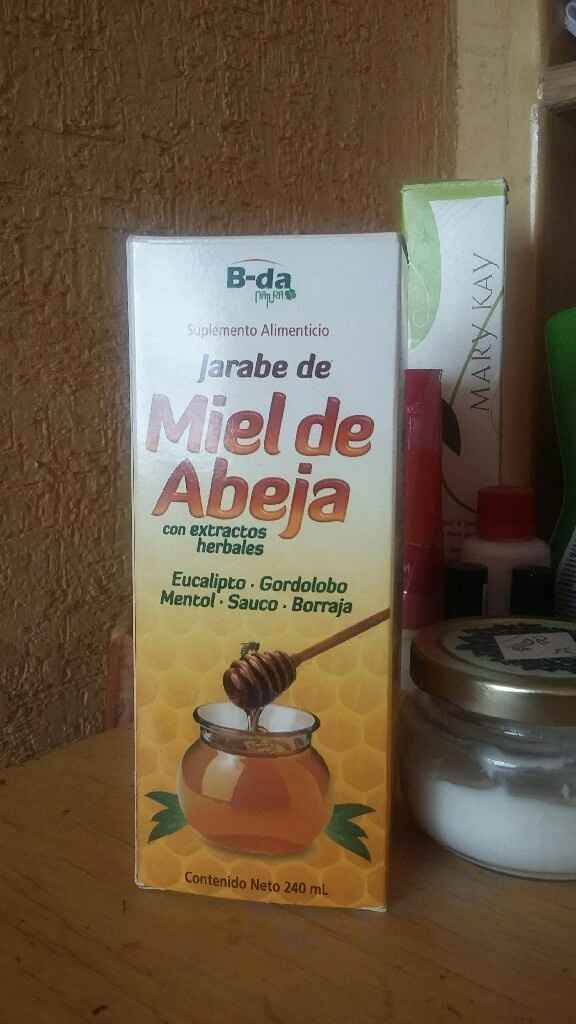 B-da
NATURA
Suplemento Alimenticio
Jarabe de
Miel de
Abeja
con extractos
herbales
Eucalipto · Gordolobo
Mentol · Sauco · Borraja
Contenido Neto 240 mL
MARY KAY